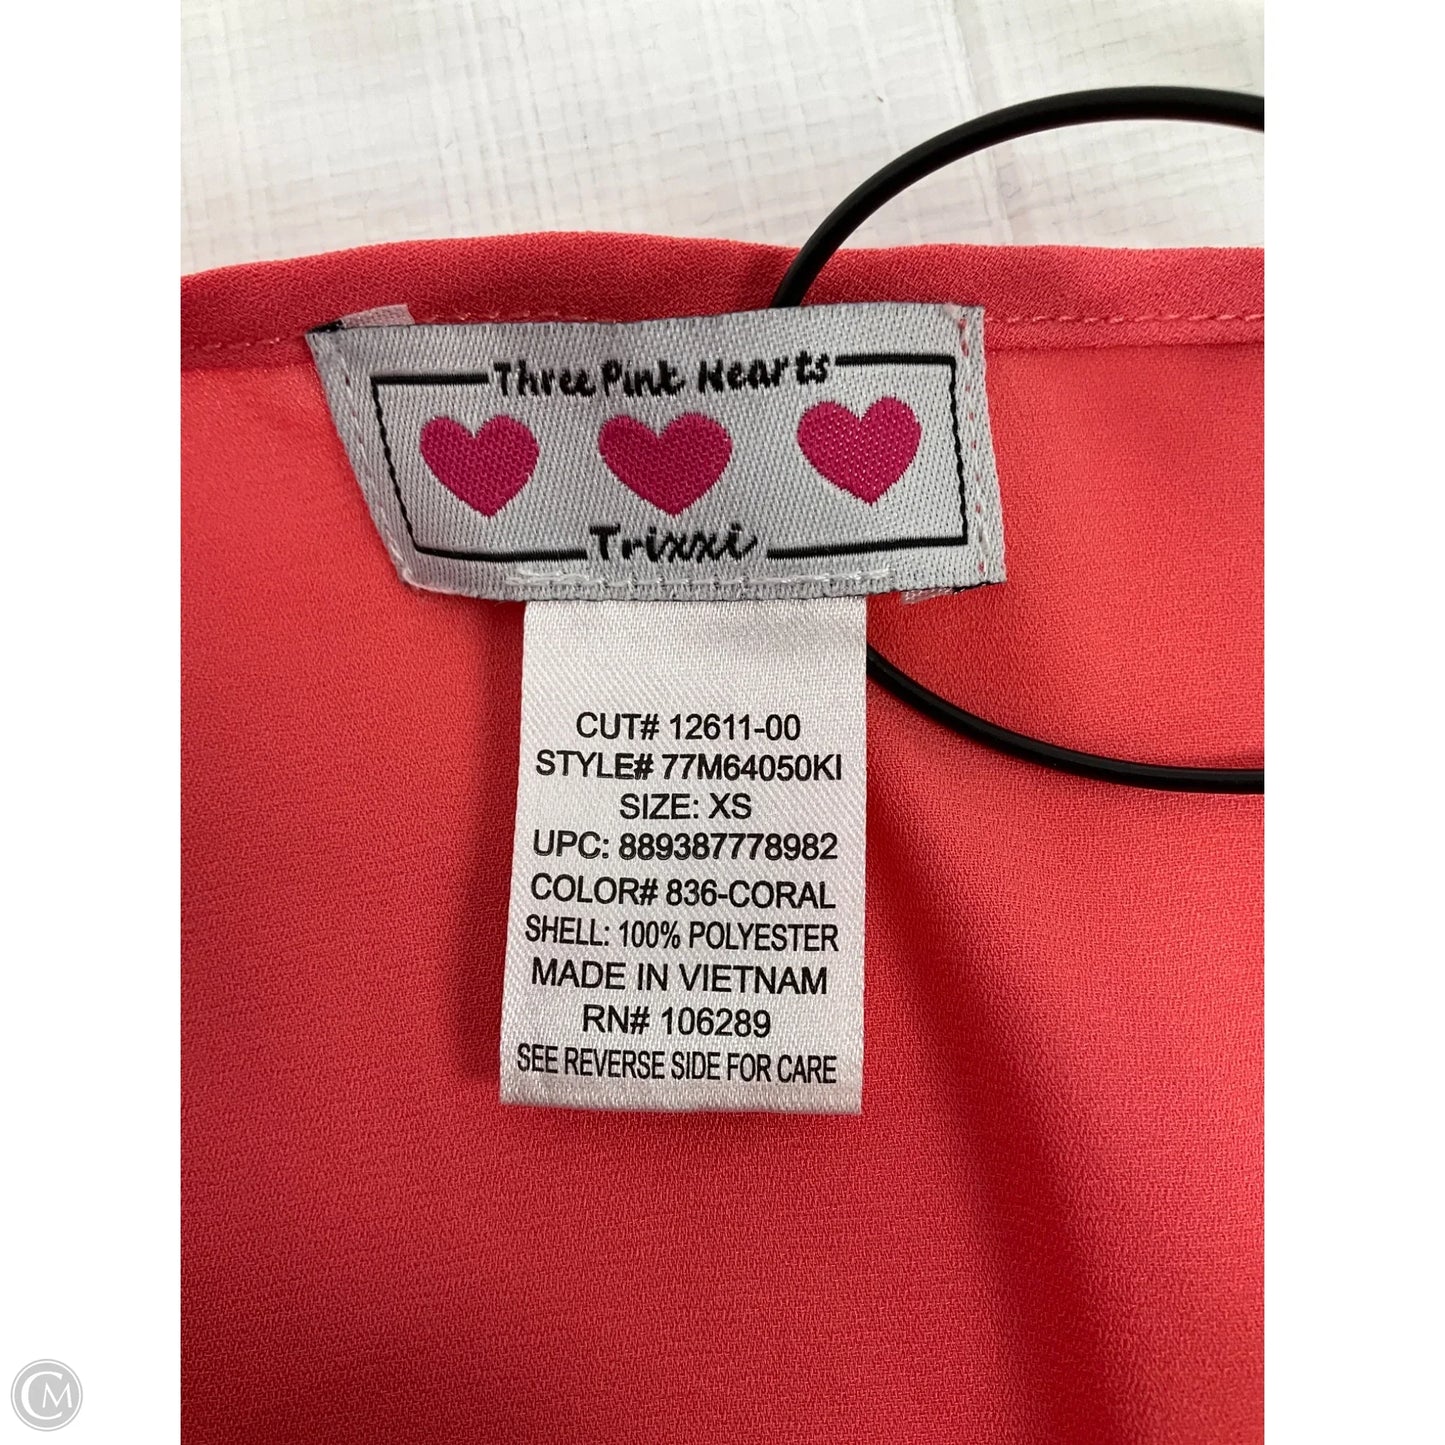 Three Pink Hearts
Trixxi
CUT# 12611-00
STYLE# 77M64050KI
SIZE: XS
UPC: 889387778982
COLOR# 836-CORAL
SHELL: 100% POLYESTER
MADE IN VIETNAM
RN# 106289
SEE REVERSE SIDE FOR CARE
CM